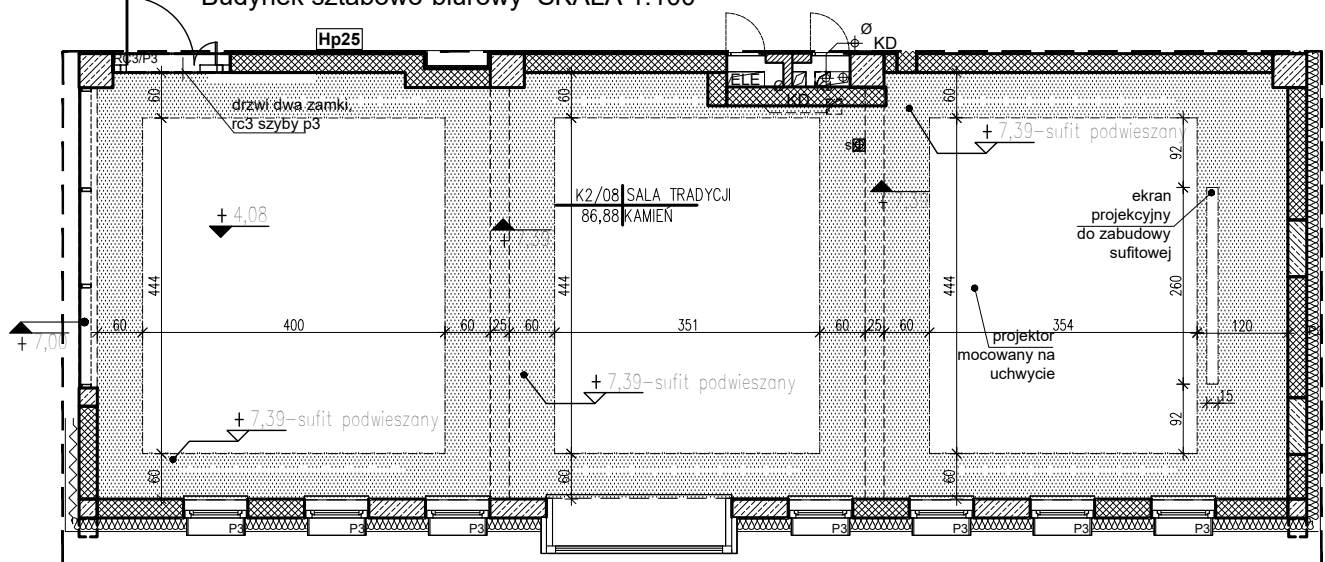 Budynek sztabowo-biurowy SKALA 1:100
Hp25
Ø
KD
RC3/P3
ELE
KD
drzwi dwa zamki,
rc3 szyby p3
60
60
60
+ 7,39-sufit podwieszany
92
K2/08 SALA TRADYCJI
86,88 KAMIEŃ
ekran
projekcyjny
do zabudowy
sufitowej
+ 4,08
444
444
444
260
60
400
60
25
60
351
60
25
60
354
120
+ 7,00
projektor
mocowany na
uchwycie
+ 7,39-sufit podwieszany
15
+ 7,39-sufit podwieszany
92
60
60
60
P3
P3
P3
P3
P3
P3
P3